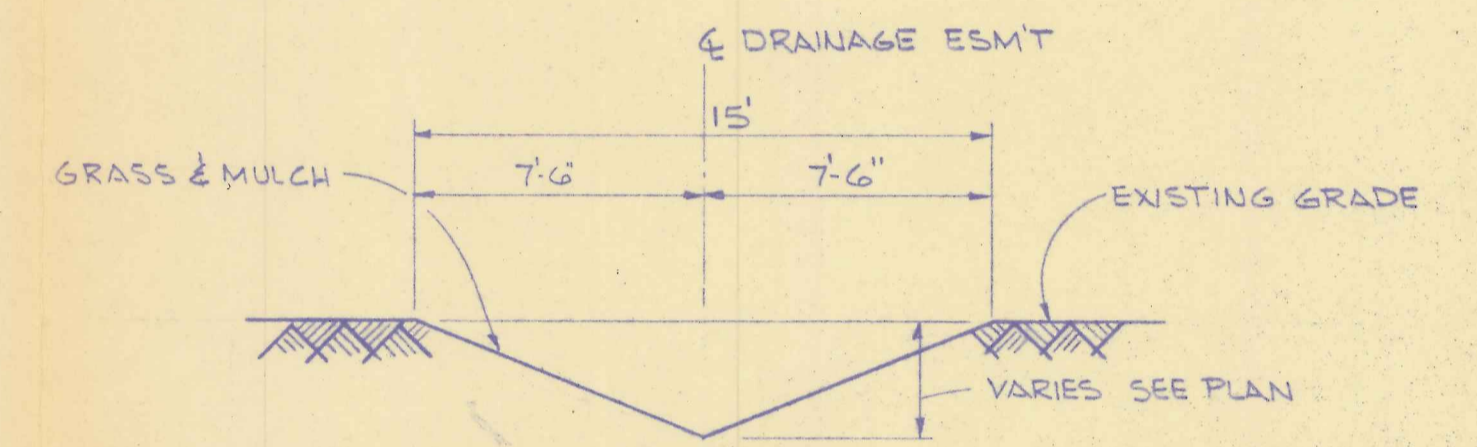 ℄ DRAINAGE ESM'T
15'
GRASS & MULCH
7'-6"
7'-6"
EXISTING GRADE
VARIES SEE PLAN